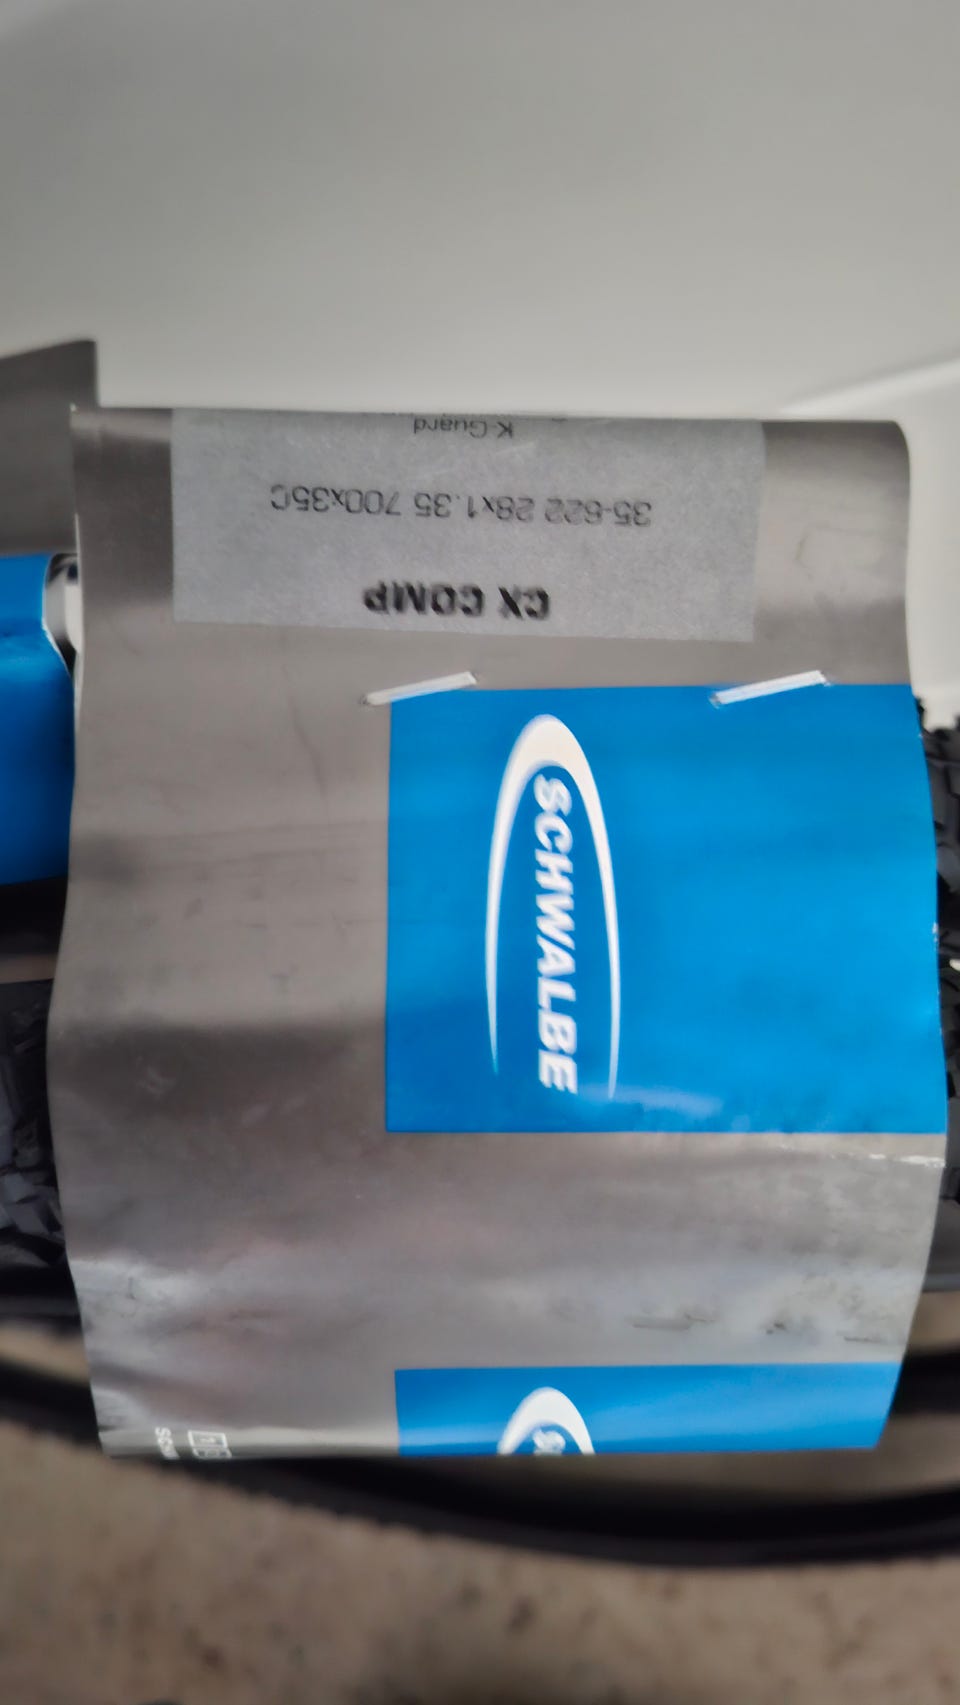 CX COMP
35-622 28x1.35 700x35C
K-Guard
SCHWALBE